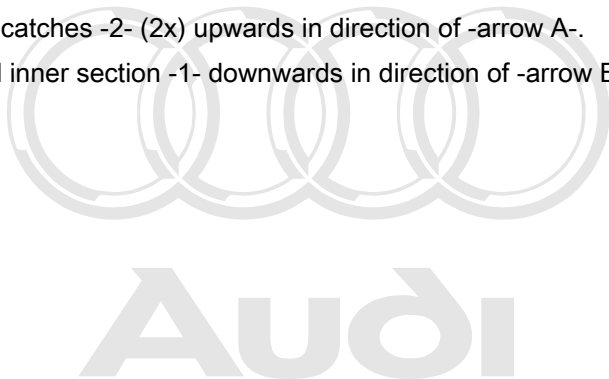 catches -2- (2x) upwards in direction of -arrow A-.
inner section -1- downwards in direction of -arrow
Audi